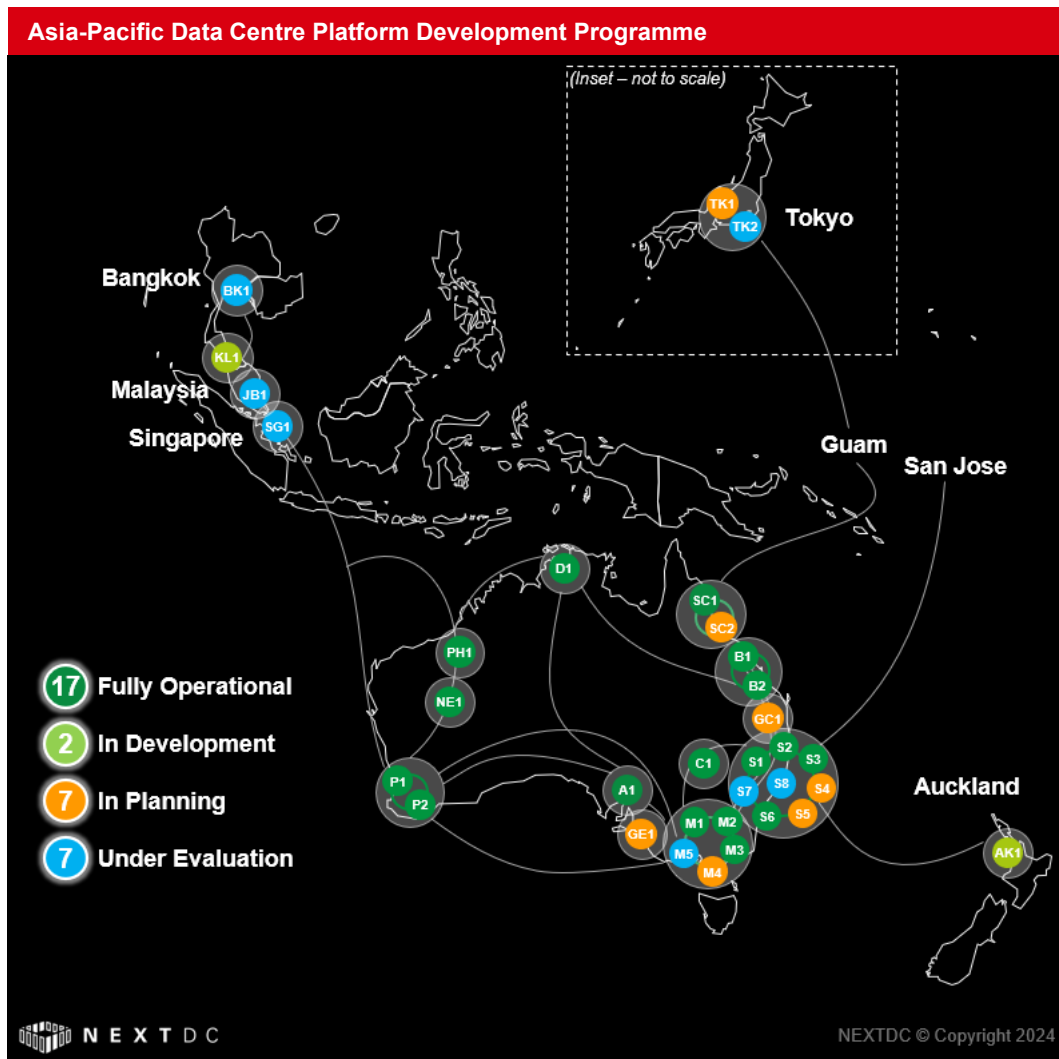 Asia-Pacific Data Centre Platform Development Programme
(Inset – not to scale)
TK1
TK2
Tokyo
Bangkok
BK1
KL1
Malaysia
JB1
SG1
Singapore
Guam
San Jose
D1
SC1
SC2
PH1
B1
B2
NE1
GC1
17 Fully Operational
2 In Development
7 In Planning
7 Under Evaluation
P1
P2
C1
S1
S2
S3
S7
S8
S4
S5
S6
A1
GE1
M1
M2
M5
M3
M4
Auckland
AK1
NEXTDC
NEXTDC © Copyright 2024